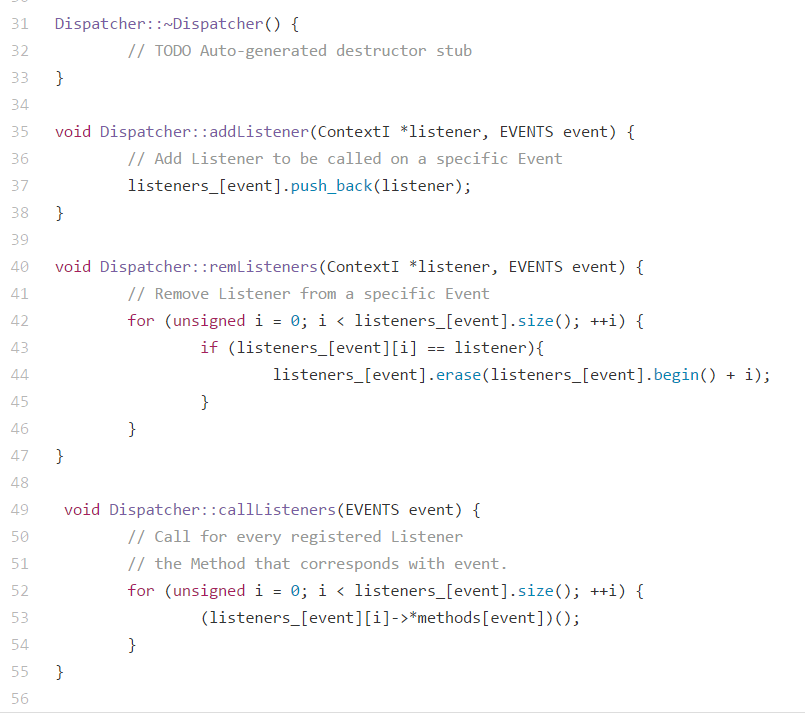 31 Dispatcher::~Dispatcher() {
32 // TODO Auto-generated destructor stub
33 }
34
35 void Dispatcher::addListener(ContextI *listener, EVENTS event) {
36 // Add Listener to be called on a specific Event
37 listeners_[event].push_back(listener);
38 }
39
40 void Dispatcher::remListeners(ContextI *listener, EVENTS event) {
41 // Remove Listener from a specific Event
42 for (unsigned i = 0; i < listeners_[event].size(); ++i) {
43 if (listeners_[event][i] == listener){
44 listeners_[event].erase(listeners_[event].begin() + i);
45 }
46 }
47 }
48
49 void Dispatcher::callListeners(EVENTS event) {
50 // Call for every registered Listener
51 // the Method that corresponds with event.
52 for (unsigned i = 0; i < listeners_[event].size(); ++i) {
53 (listeners_[event][i]->*methods[event])();
54 }
55 }
56